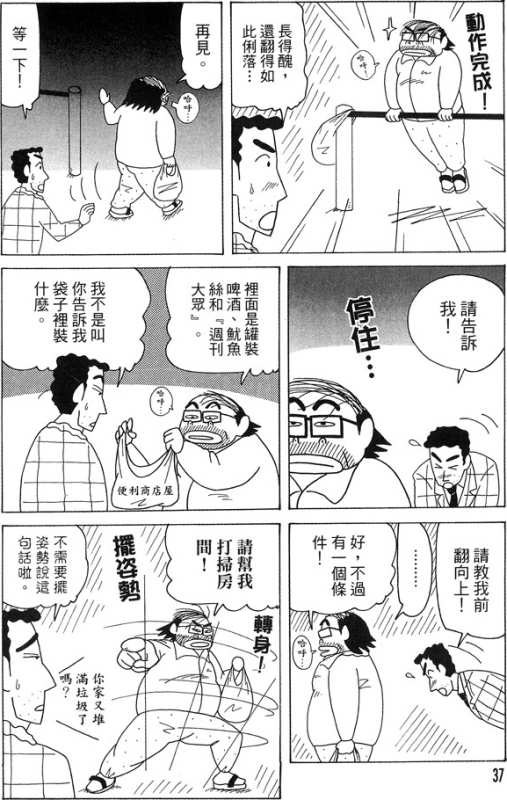 動作完成！
長得醜，
還翻得如
此俐落…
哈呼…
再見。
哈呼…
等一下！
請告訴
我！
停住…
裡面是罐裝
啤酒、魷魚
絲和『週刊
大眾』。
哈呼…
便利商店屋
我不是叫
你告訴我
袋子裡裝
什麼。
請教我前
翻向上！
…………
好，不過
有一個條
件！
哈呼…
轉身！
請幫我
打掃房
間！
擺姿勢
你家又堆
滿垃圾了
嗎？
不需要擺
姿勢說這
句話啦。
37